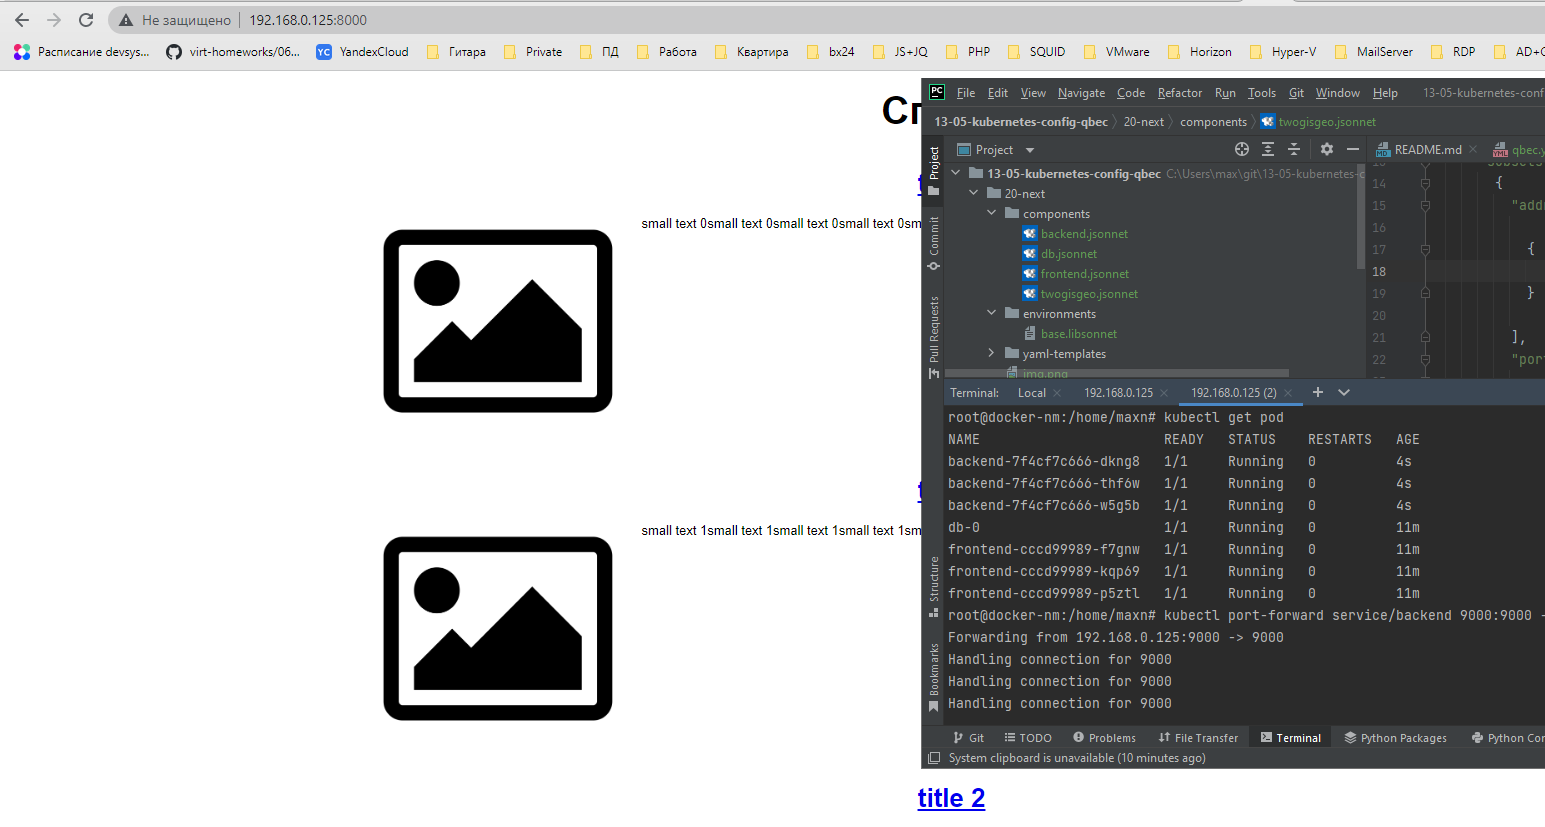 Не защищено 192.168.0.125:8000
Расписание devsys... virt-homeworks/06... YandexCloud Гитара Private ПД Работа Квартира bx24 JS+JQ PHP SQUID VMware Horizon Hyper-V MailServer RDP
small text 0small text 0small text 0small text 0sm
small text 1small text 1small text 1small text 1sm
title 2
File Edit View Navigate Code Refactor Run Tools Git Window Help 13-05-kubernetes-conf
13-05-kubernetes-config-qbec 20-next components twogisgeo.jsonnet
Project README.md qbec.y
13-05-kubernetes-config-qbec C:\Users\max\git\13-05-kubernetes-c
20-next
components
backend.jsonnet
db.jsonnet
frontend.jsonnet
twogisgeo.jsonnet
environments
base.libsonnet
yaml-templates
img.png
14 {
15 "addr
16
17 {
18
19 }
20
21 ],
22 "por
Project
Commit
Pull Requests
Structure
Bookmarks
Terminal: Local 192.168.0.125 192.168.0.125 (2)
root@docker-nm:/home/maxn# kubectl get pod
NAME READY STATUS RESTARTS AGE
backend-7f4cf7c666-dkng8 1/1 Running 0 4s
backend-7f4cf7c666-thf6w 1/1 Running 0 4s
backend-7f4cf7c666-w5g5b 1/1 Running 0 4s
db-0 1/1 Running 0 11m
frontend-cccd99989-f7gnw 1/1 Running 0 11m
frontend-cccd99989-kqp69 1/1 Running 0 11m
frontend-cccd99989-p5ztl 1/1 Running 0 11m
root@docker-nm:/home/maxn# kubectl port-forward service/backend 9000:9000 -
Forwarding from 192.168.0.125:9000 -> 9000
Handling connection for 9000
Handling connection for 9000
Handling connection for 9000
Git TODO Problems File Transfer Terminal Python Packages Python Con
System clipboard is unavailable (10 minutes ago)